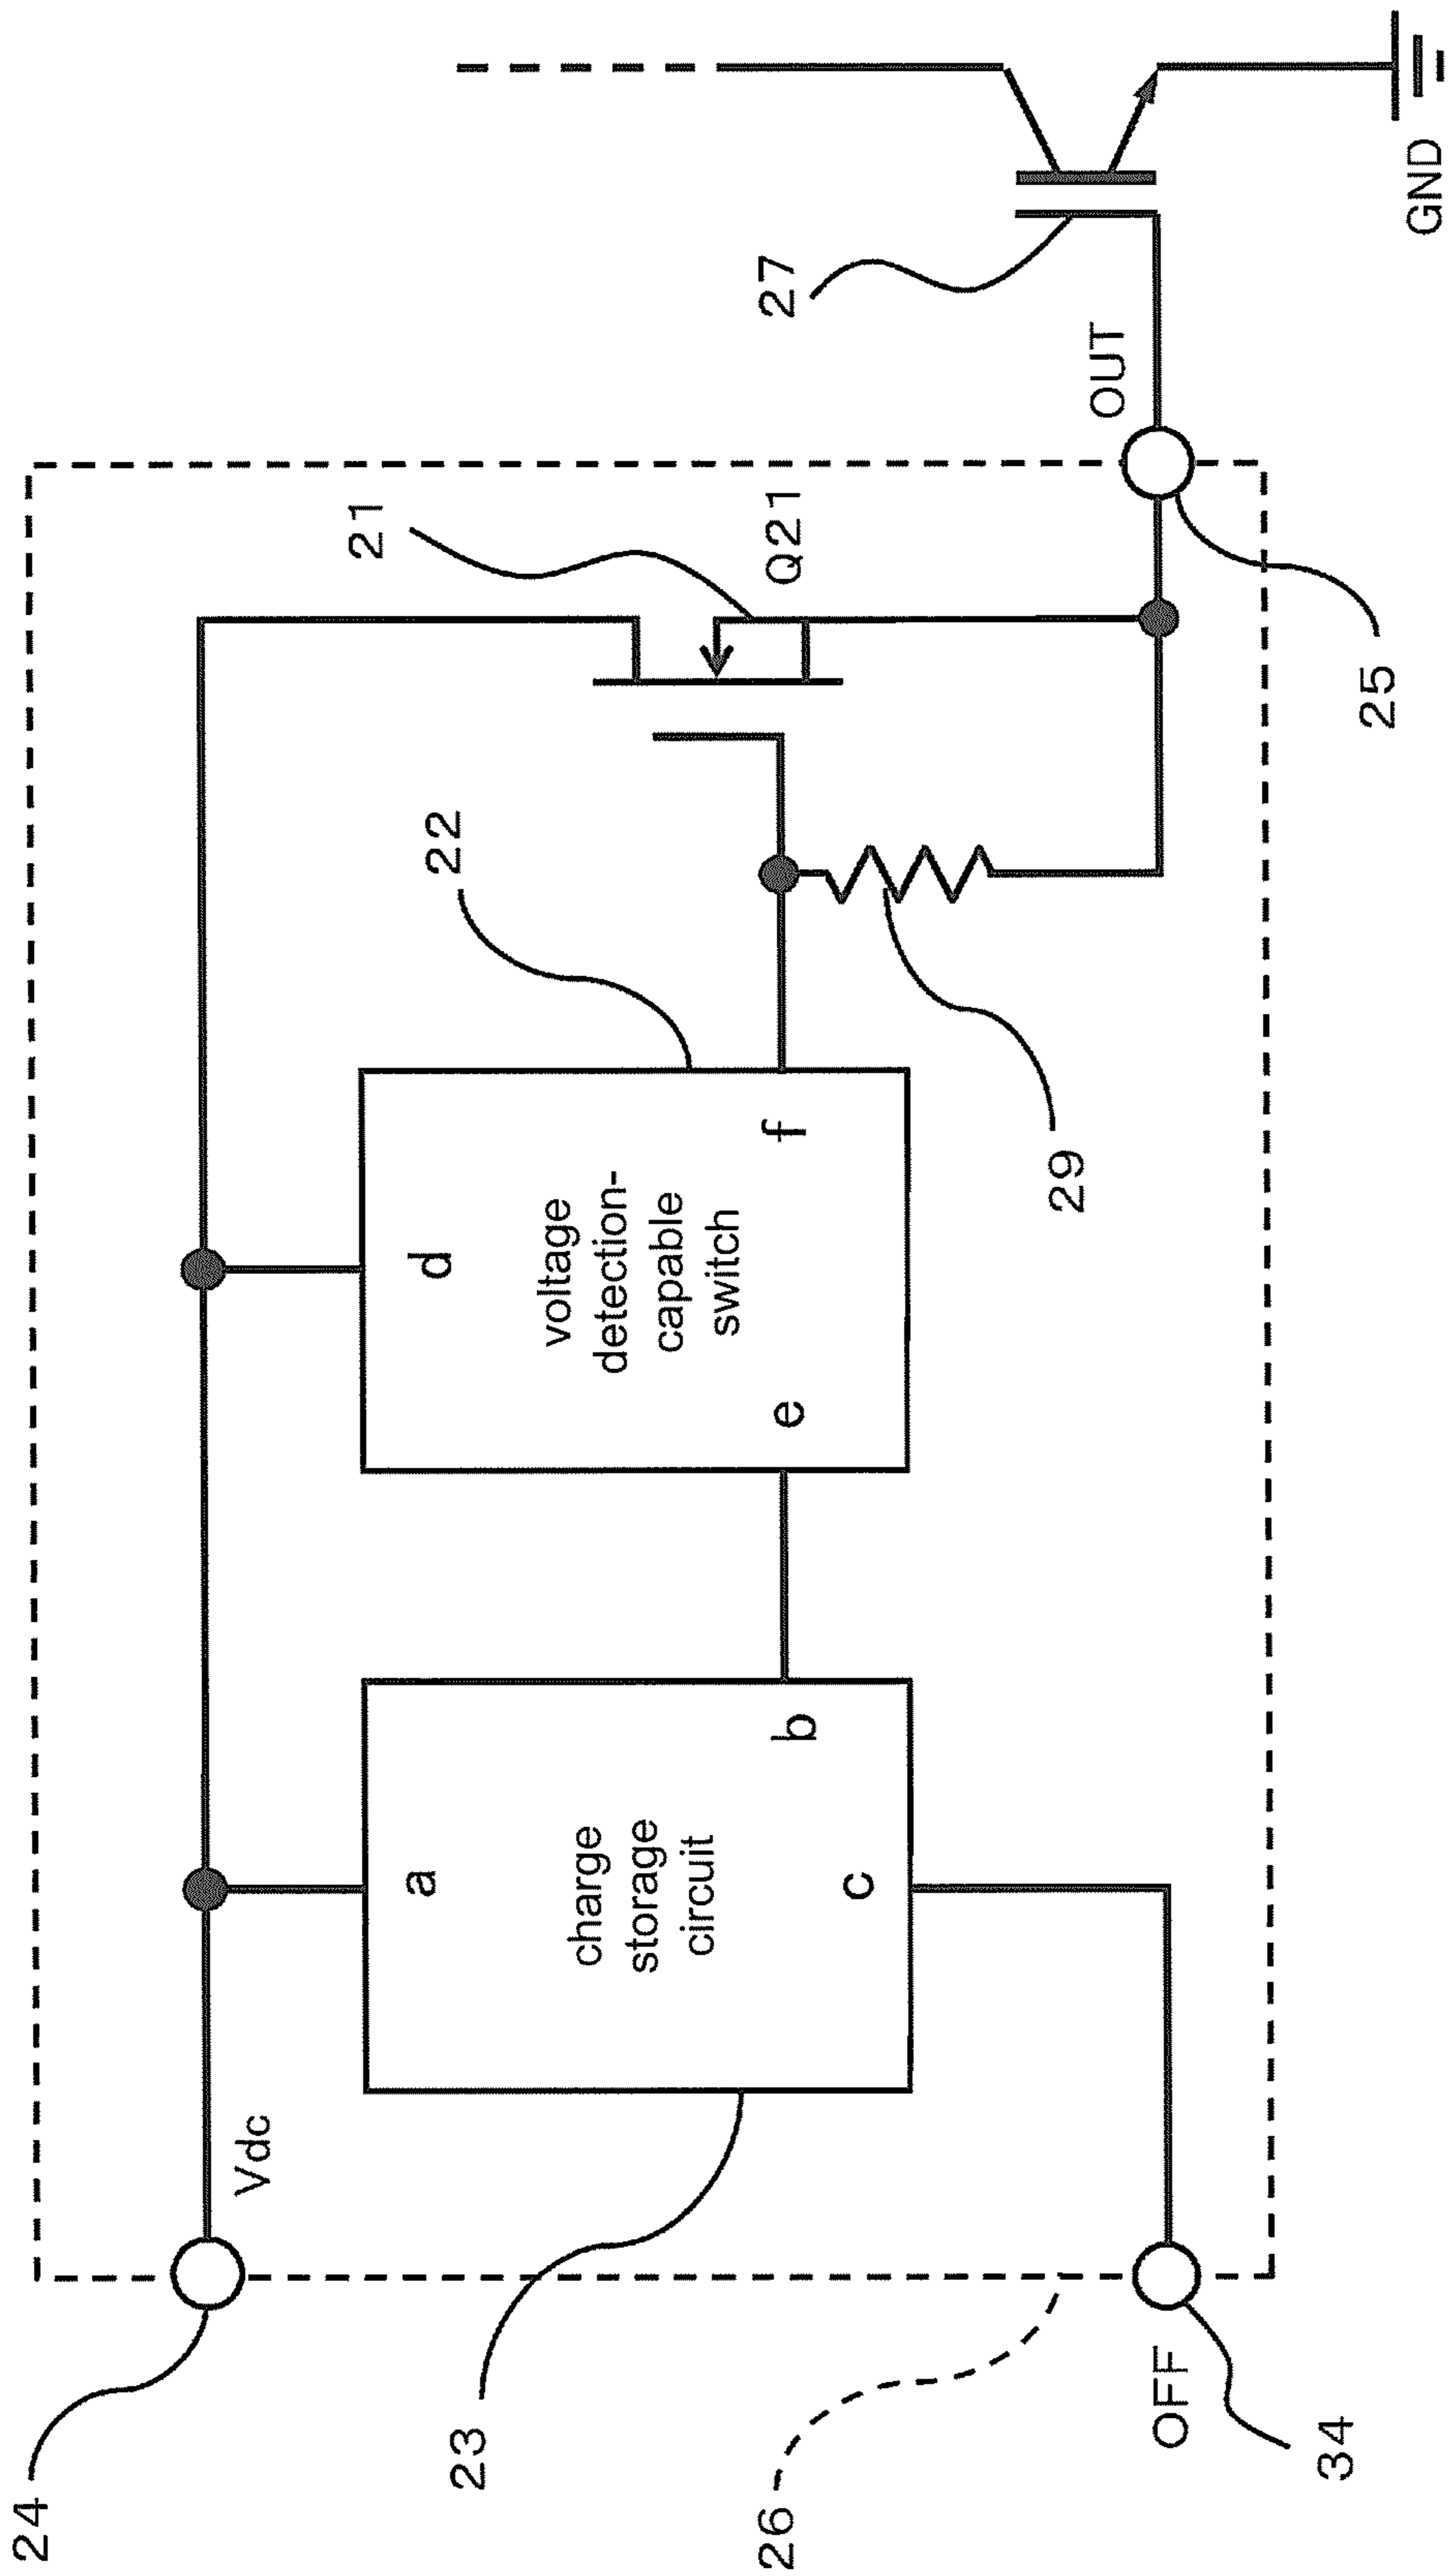 24
Vdc
23
26
OFF
34
a
charge
storage
circuit
b
c
d
voltage
detection-
capable
switch
e
f
22
29
21
Q21
25
OUT
27
GND